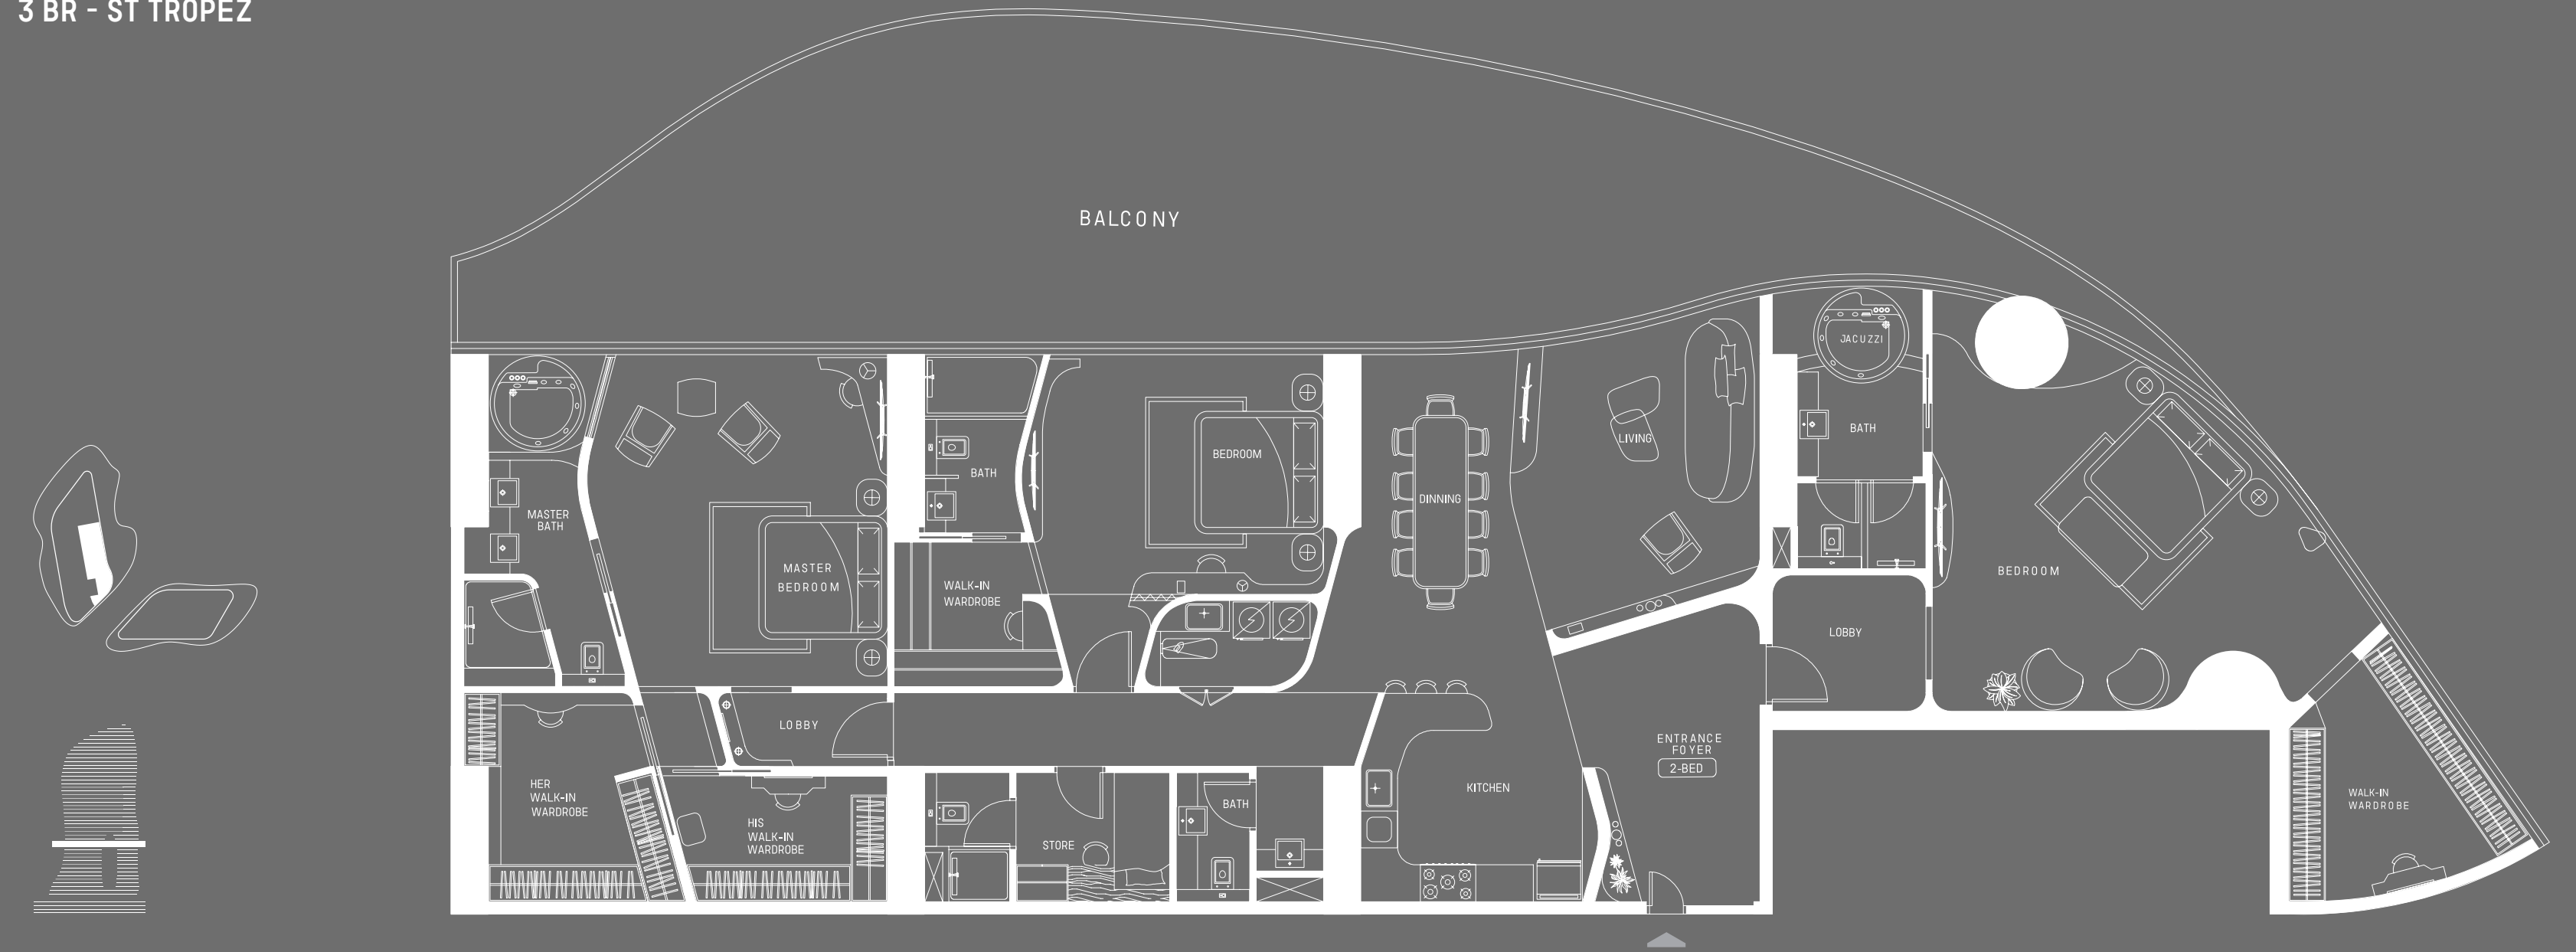 3 BR - ST TROPEZ
BALCONY
JACUZZI
BATH
LIVING
BEDROOM
BATH
DINNING
MASTER
BATH
MASTER
BEDROOM
WALK-IN
WARDROBE
BEDROOM
LOBBY
LOBBY
ENTRANCE
FOYER
2-BED
HER
WALK-IN
WARDROBE
HIS
WALK-IN
WARDROBE
STORE
BATH
KITCHEN
WALK-IN
WARDROBE